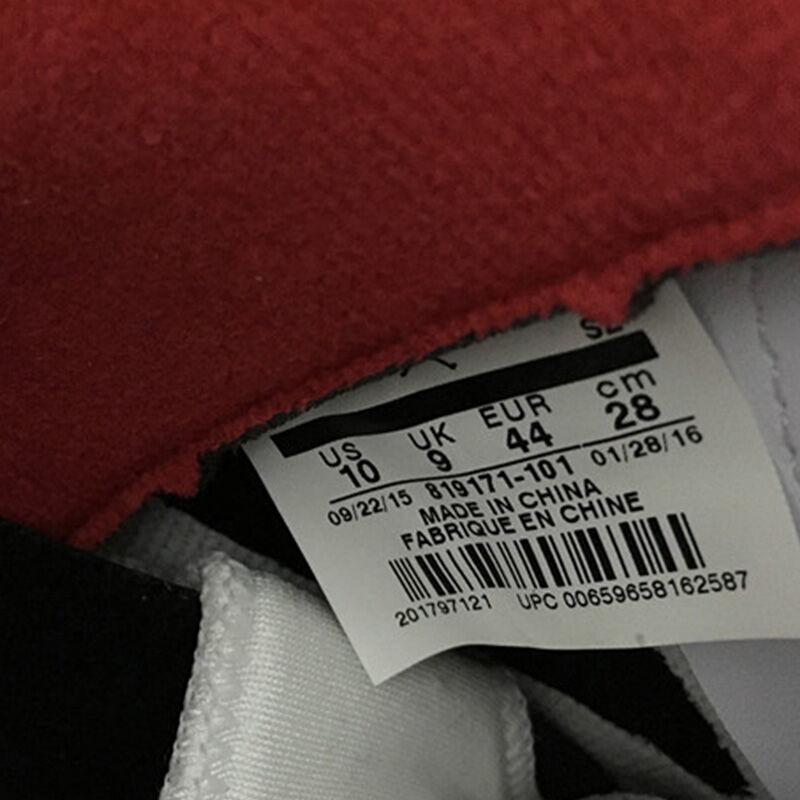 US UK EUR cm
10 9 44 28
09/22/15 819171-101 01/28/16
MADE IN CHINA
FABRIQUE EN CHINE
201797121 UPC 00659658162587